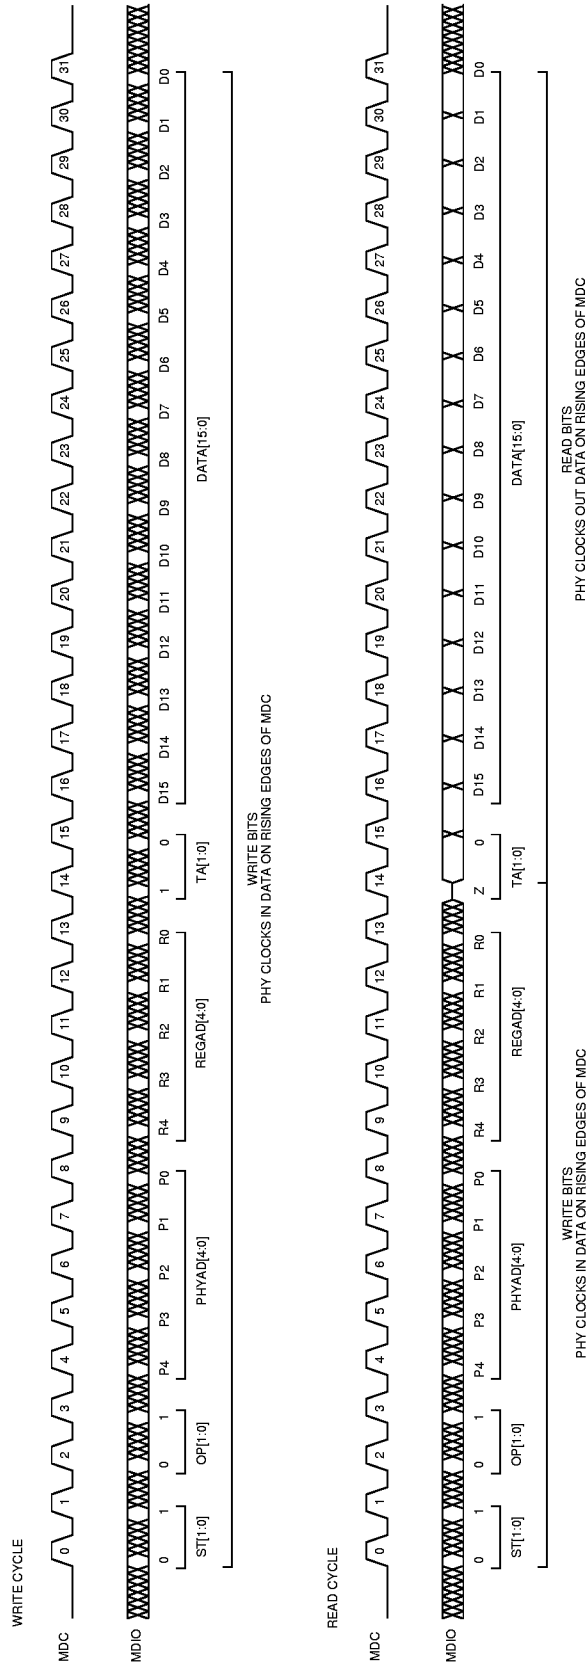 WRITE CYCLE
MDC 0 1 2 3 4 5 6 7 8 9 10 11 12 13 14 15 16 17 18 19 20 21 22 23 24 25 26 27 28 29 30 31
MDIO
0 1 0 1 P4 P3 P2 P1 P0 R4 R3 R2 R1 R0 1 0 D15 D14 D13 D12 D11 D10 D9 D8 D7 D6 D5 D4 D3 D2 D1 D0
ST[1:0] OP[1:0] PHYAD[4:0] REGAD[4:0] TA[1:0] DATA[15:0]
WRITE BITS
PHY CLOCKS IN DATA ON RISING EDGES OF MDC
READ CYCLE
MDC 0 1 2 3 4 5 6 7 8 9 10 11 12 13 14 15 16 17 18 19 20 21 22 23 24 25 26 27 28 29 30 31
MDIO
0 1 0 1 P4 P3 P2 P1 P0 R4 R3 R2 R1 R0 Z 0 D15 D14 D13 D12 D11 D10 D9 D8 D7 D6 D5 D4 D3 D2 D1 D0
ST[1:0] OP[1:0] PHYAD[4:0] REGAD[4:0] TA[1:0] DATA[15:0]
WRITE BITS
PHY CLOCKS IN DATA ON RISING EDGES OF MDC
READ BITS
PHY CLOCKS OUT DATA ON RISING EDGES OF MDC